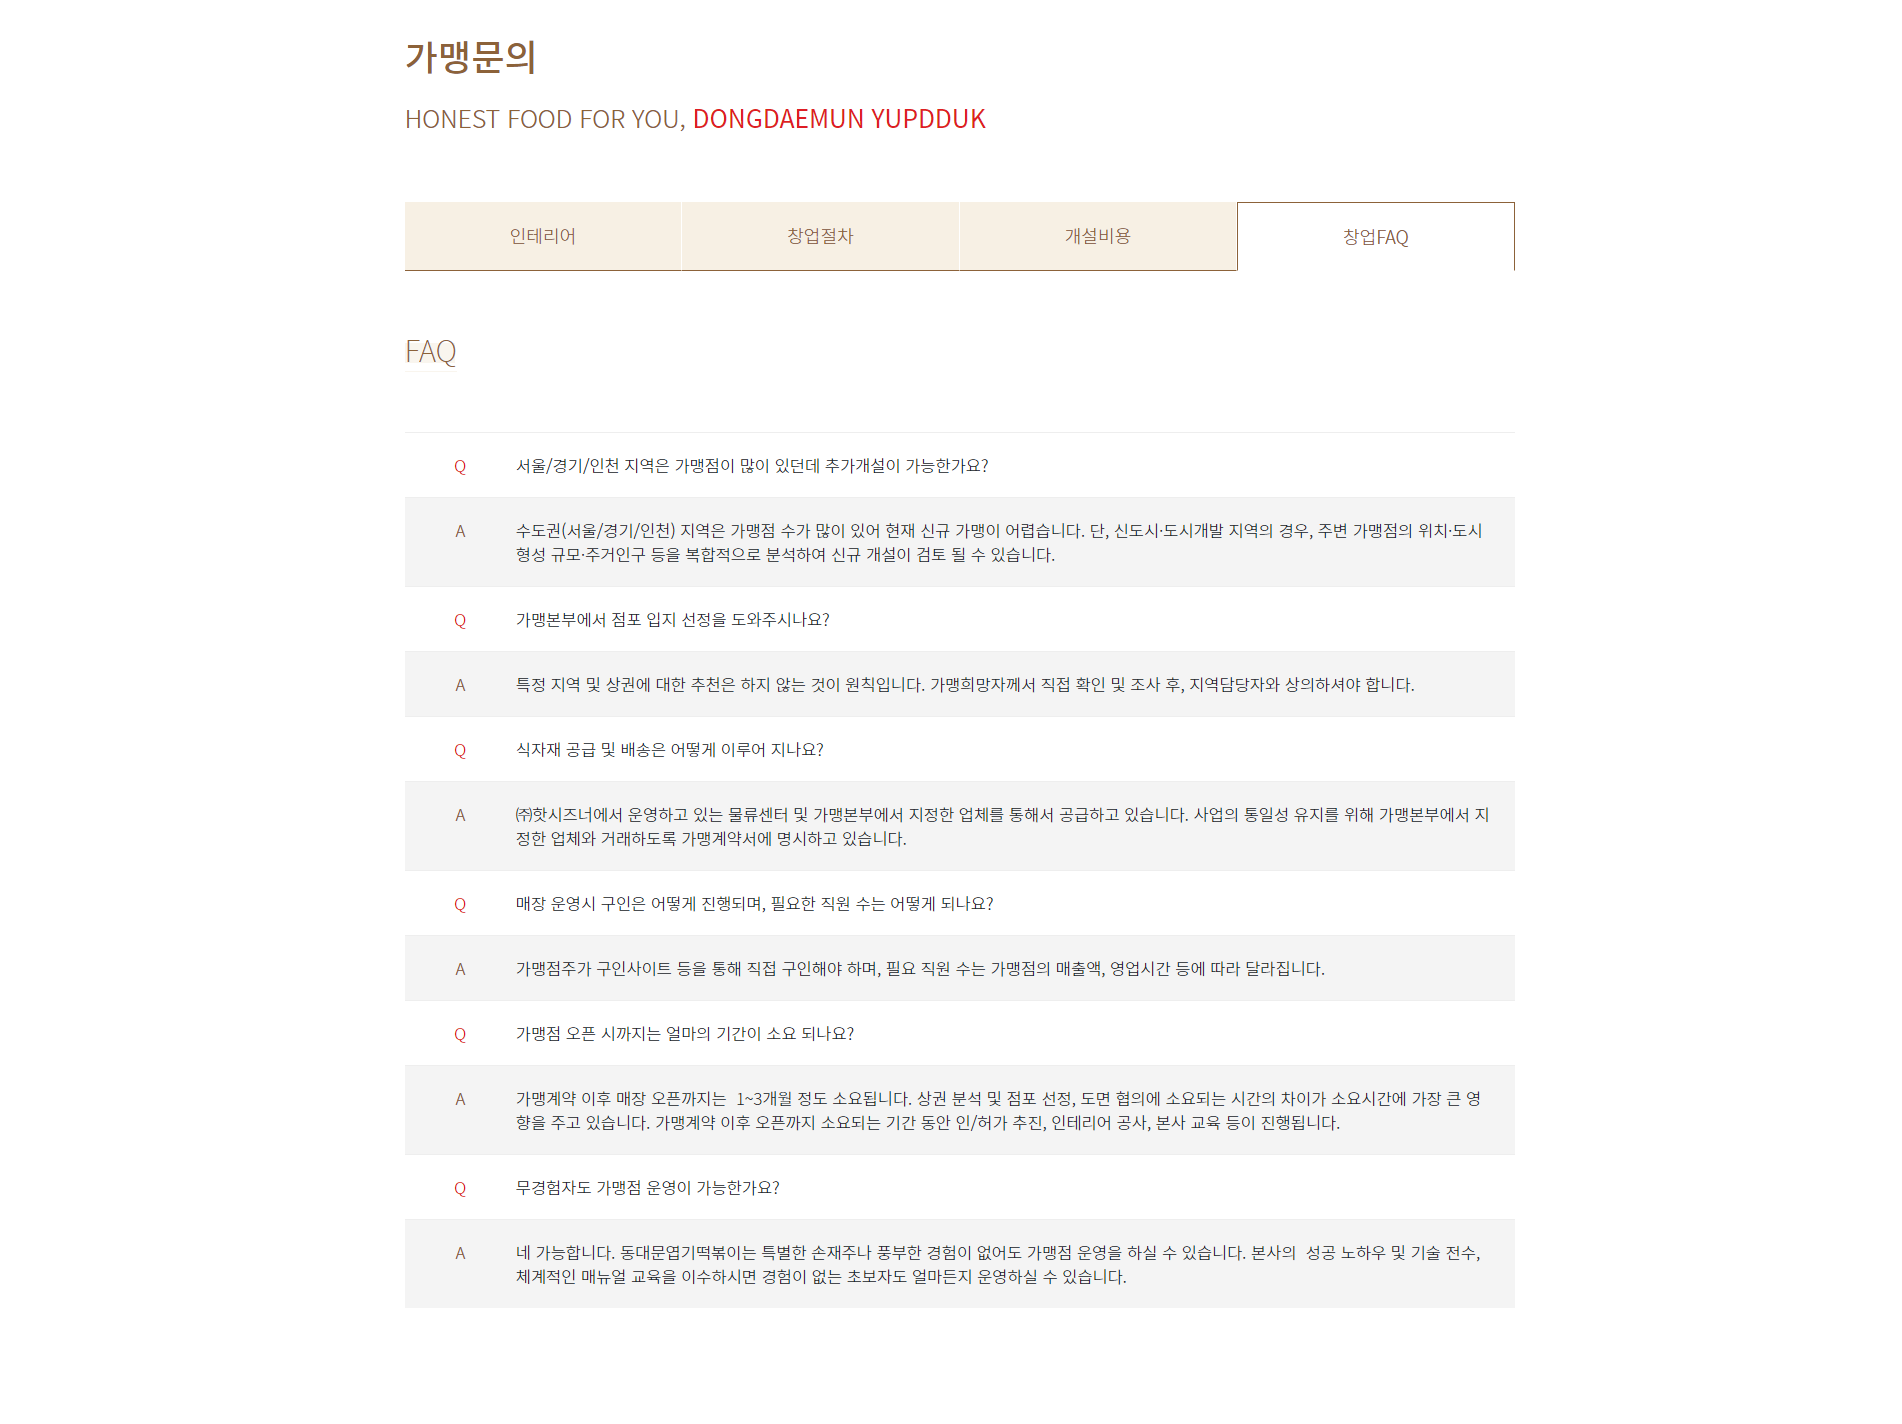 가맹문의
HONEST FOOD FOR YOU, DONGDAEMUN YUPDDUK
인테리어
창업절차
개설비용
창업FAQ
FAQ
Q 서울/경기/인천 지역은 가맹점이 많이 있던데 추가개설이 가능한가요?
A 수도권(서울/경기/인천) 지역은 가맹점 수가 많이 있어 현재 신규 가맹이 어렵습니다. 단, 신도시·도시개발 지역의 경우, 주변 가맹점의 위치·도시
형성 규모·주거인구 등을 복합적으로 분석하여 신규 개설이 검토 될 수 있습니다.
Q 가맹본부에서 점포 입지 선정을 도와주시나요?
A 특정 지역 및 상권에 대한 추천은 하지 않는 것이 원칙입니다. 가맹희망자께서 직접 확인 및 조사 후, 지역담당자와 상의하셔야 합니다.
Q 식자재 공급 및 배송은 어떻게 이루어 지나요?
A ㈜핫시즈너에서 운영하고 있는 물류센터 및 가맹본부에서 지정한 업체를 통해서 공급하고 있습니다. 사업의 통일성 유지를 위해 가맹본부에서 지
정한 업체와 거래하도록 가맹계약서에 명시하고 있습니다.
Q 매장 운영시 구인은 어떻게 진행되며, 필요한 직원 수는 어떻게 되나요?
A 가맹점주가 구인사이트 등을 통해 직접 구인해야 하며, 필요 직원 수는 가맹점의 매출액, 영업시간 등에 따라 달라집니다.
Q 가맹점 오픈 시까지는 얼마의 기간이 소요 되나요?
A 가맹계약 이후 매장 오픈까지는 1~3개월 정도 소요됩니다. 상권 분석 및 점포 선정, 도면 협의에 소요되는 시간의 차이가 소요시간에 가장 큰 영
향을 주고 있습니다. 가맹계약 이후 오픈까지 소요되는 기간 동안 인/허가 추진, 인테리어 공사, 본사 교육 등이 진행됩니다.
Q 무경험자도 가맹점 운영이 가능한가요?
A 네 가능합니다. 동대문엽기떡볶이는 특별한 손재주나 풍부한 경험이 없어도 가맹점 운영을 하실 수 있습니다. 본사의 성공 노하우 및 기술 전수,
체계적인 매뉴얼 교육을 이수하시면 경험이 없는 초보자도 얼마든지 운영하실 수 있습니다.